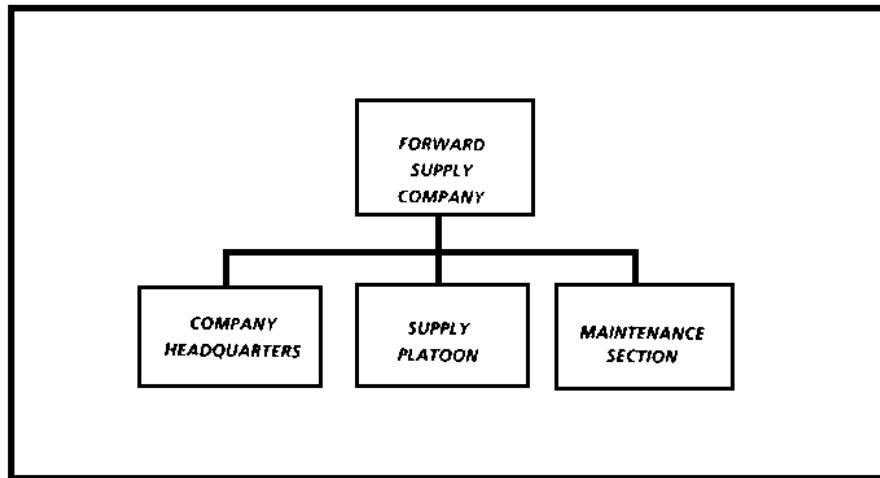 FORWARD
SUPPLY
COMPANY
COMPANY
HEADQUARTERS
SUPPLY
PLATOON
MAINTENANCE
SECTION